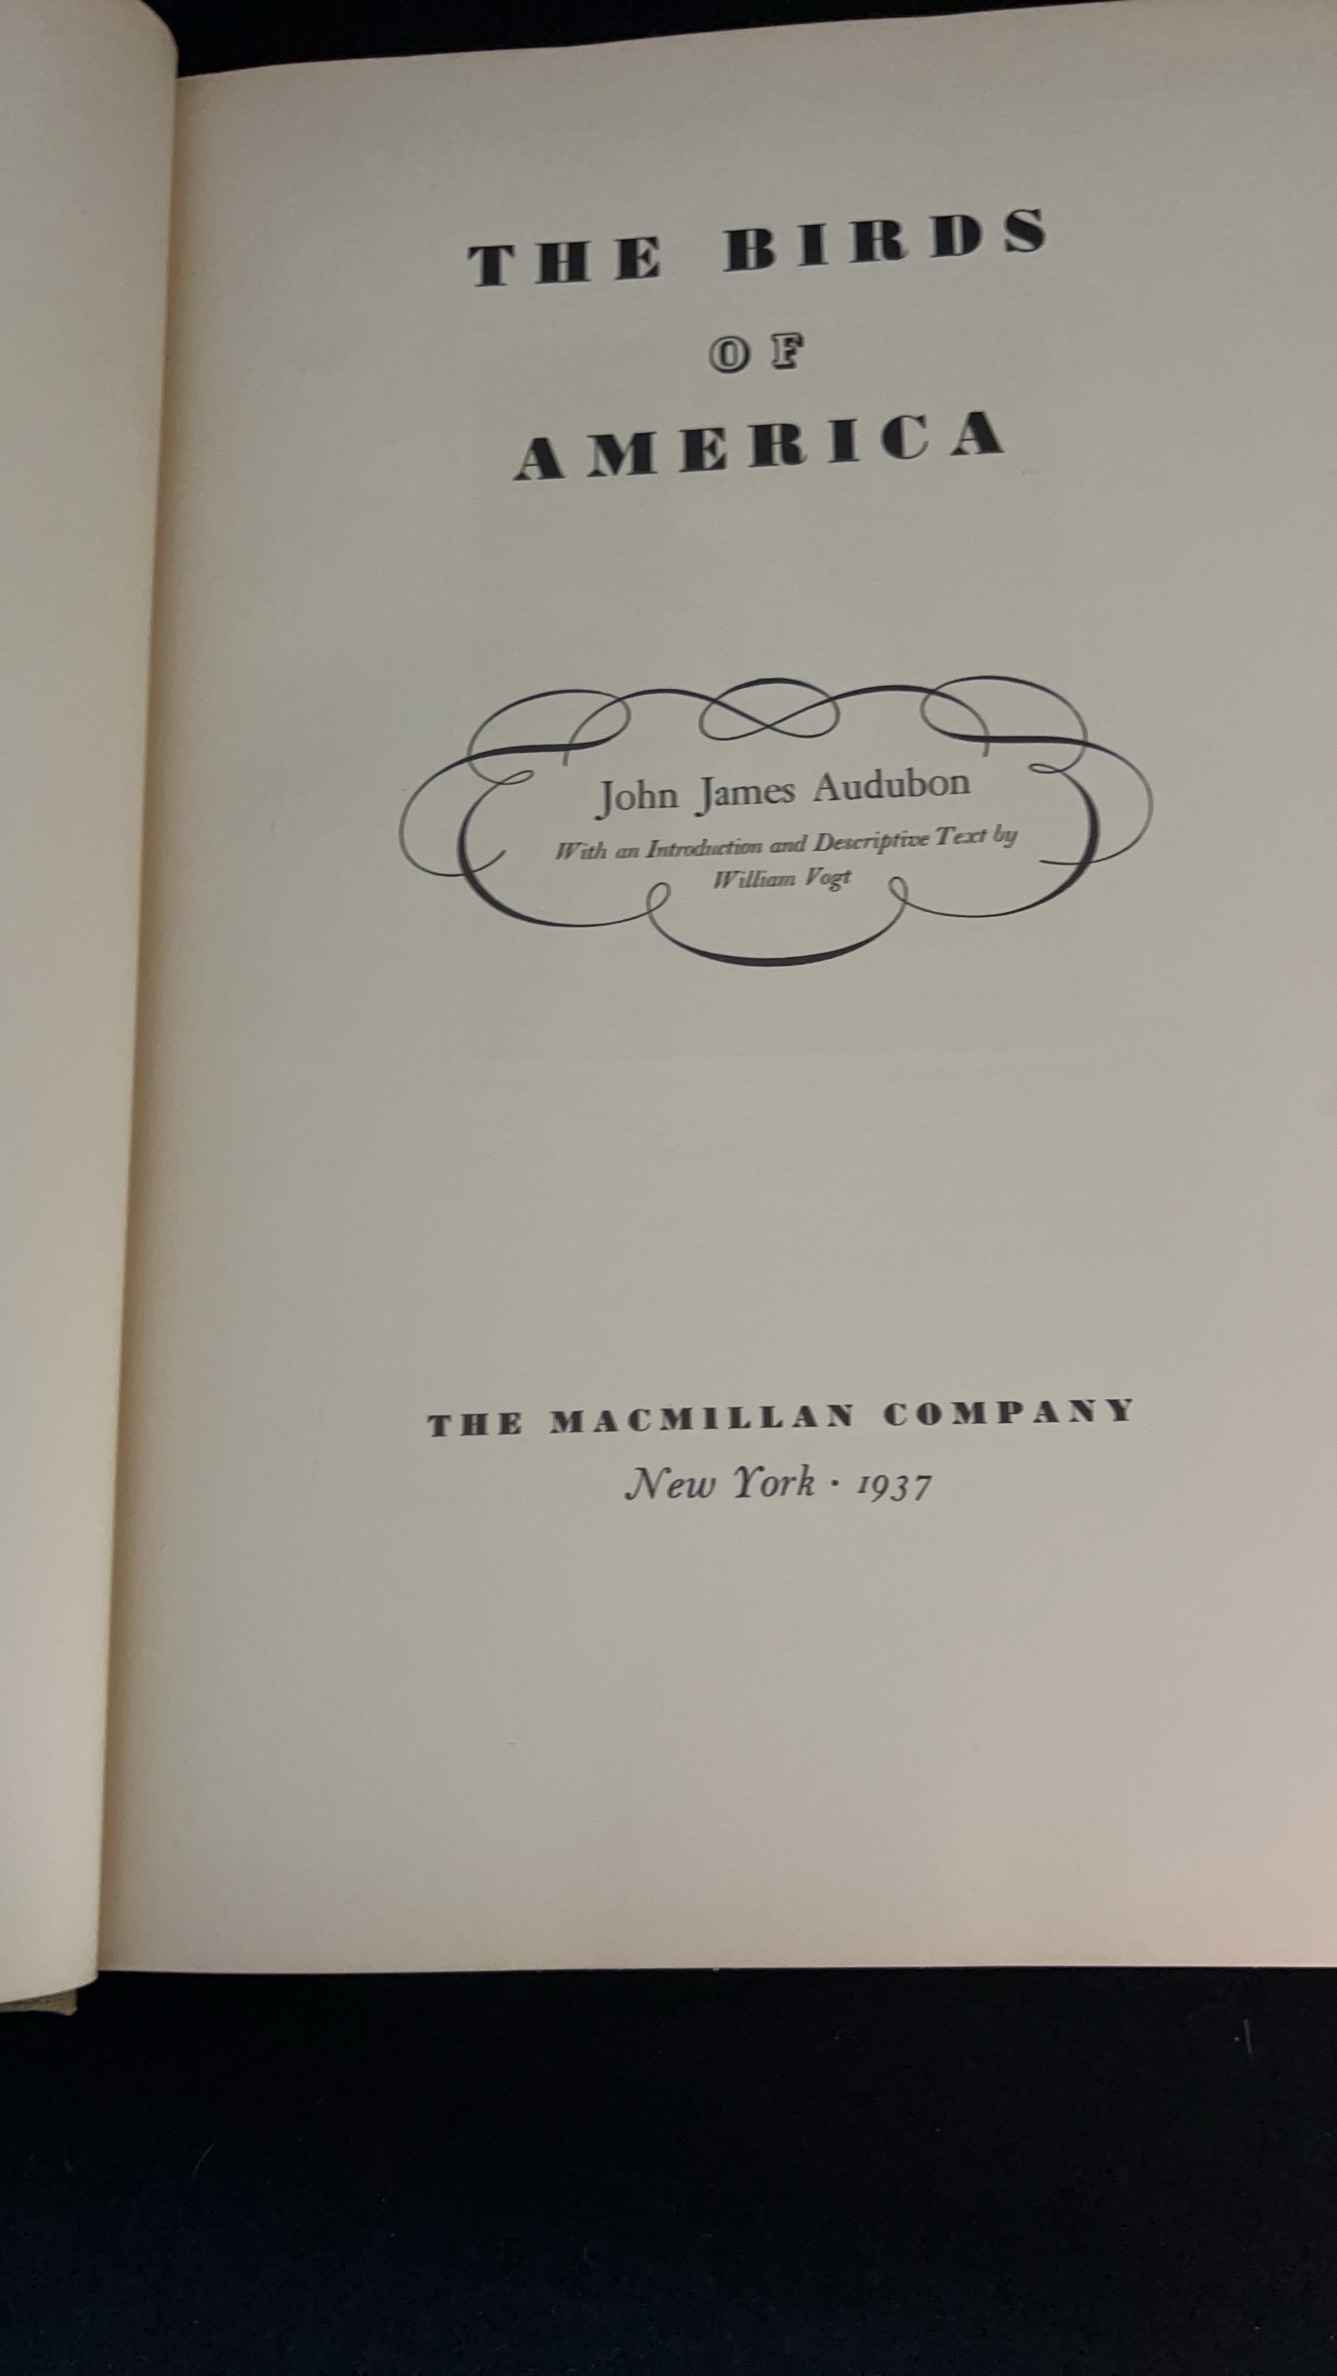 THE BIRDS
OF
AMERICA
John James Audubon
With an Introduction and Descriptive Text by
William Vogt
THE MACMILLAN COMPANY
New York · 1937